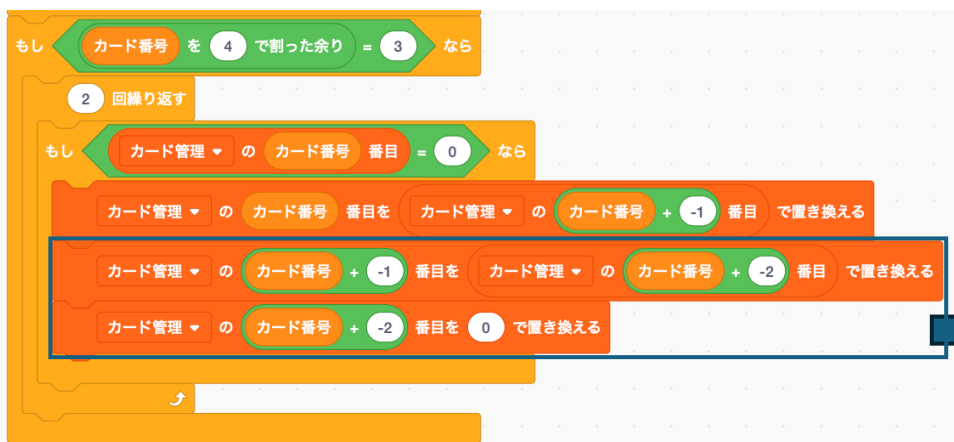 もし カード番号 を 4 で割った余り = 3 なら
2 回繰り返す
もし カード管理 の カード番号 番目 = 0 なら
カード管理 の カード番号 番目を カード管理 の カード番号 + -1 番目 で置き換える
カード管理 の カード番号 + -1 番目を カード管理 の カード番号 + -2 番目 で置き換える
カード管理 の カード番号 + -2 番目を 0 で置き換える